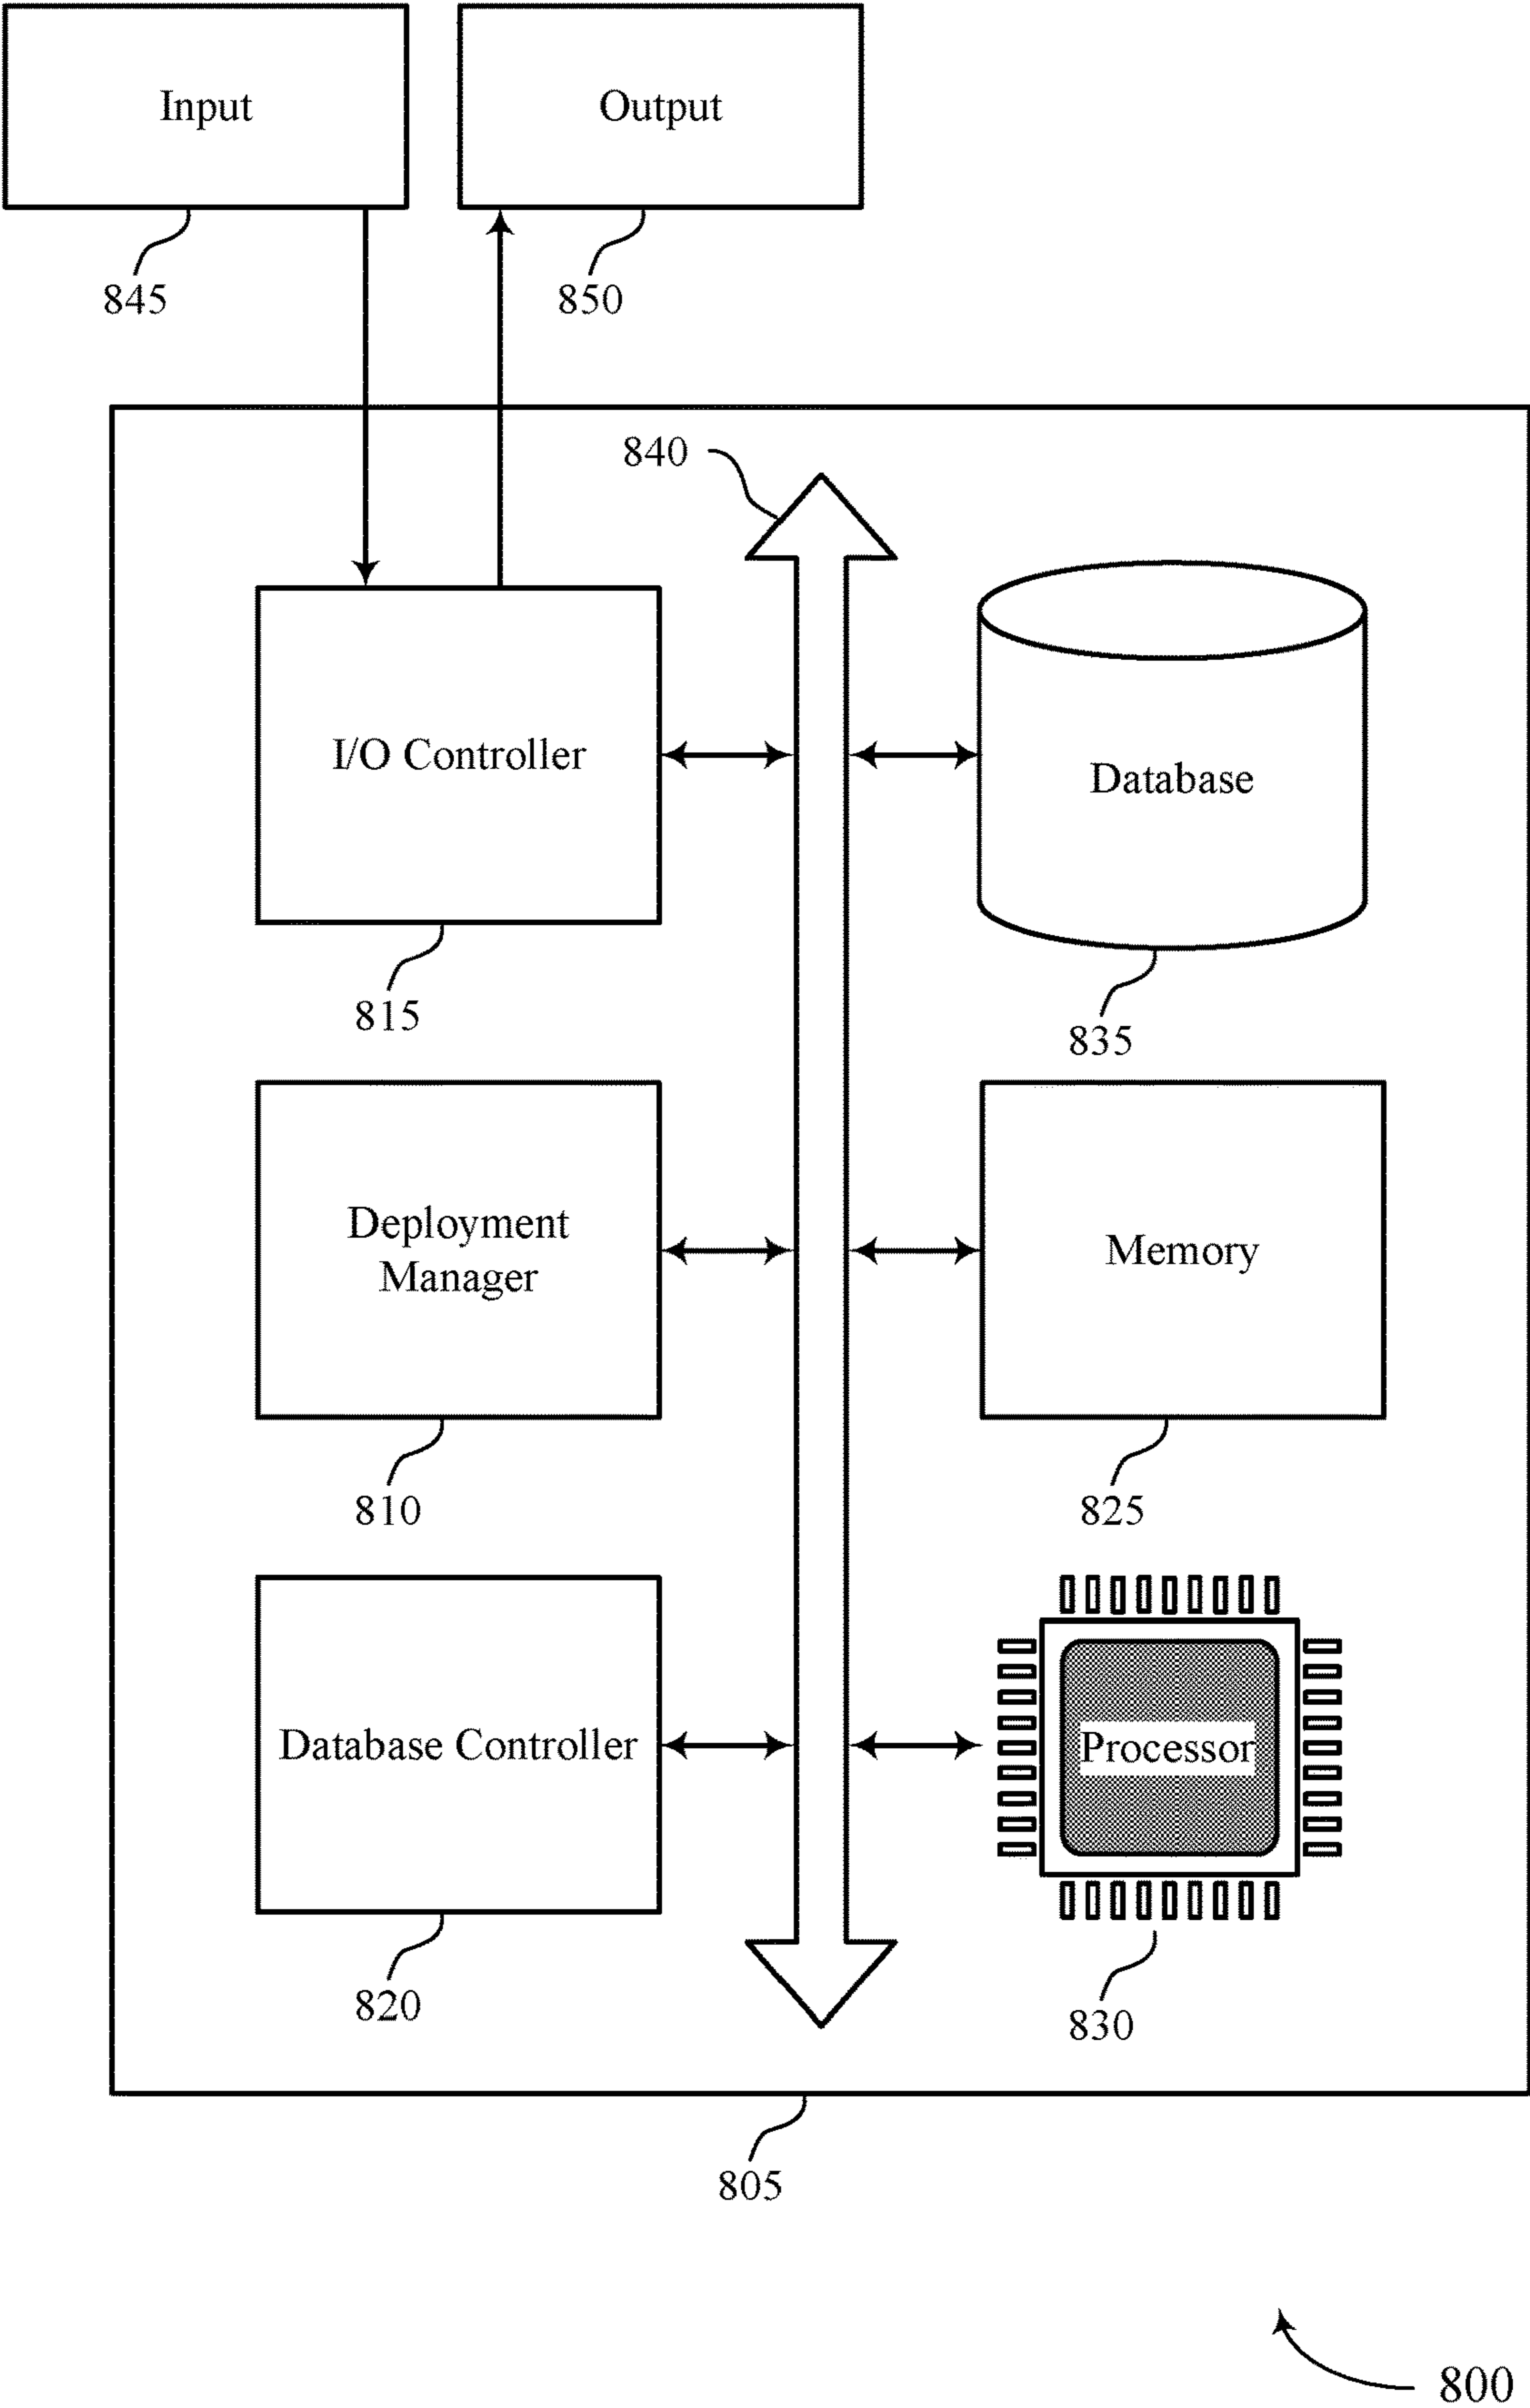 Input
Output
845
850
840
I/O Controller
Database
815
835
Deployment
Manager
Memory
810
825
Database Controller
Processor
820
830
805
800